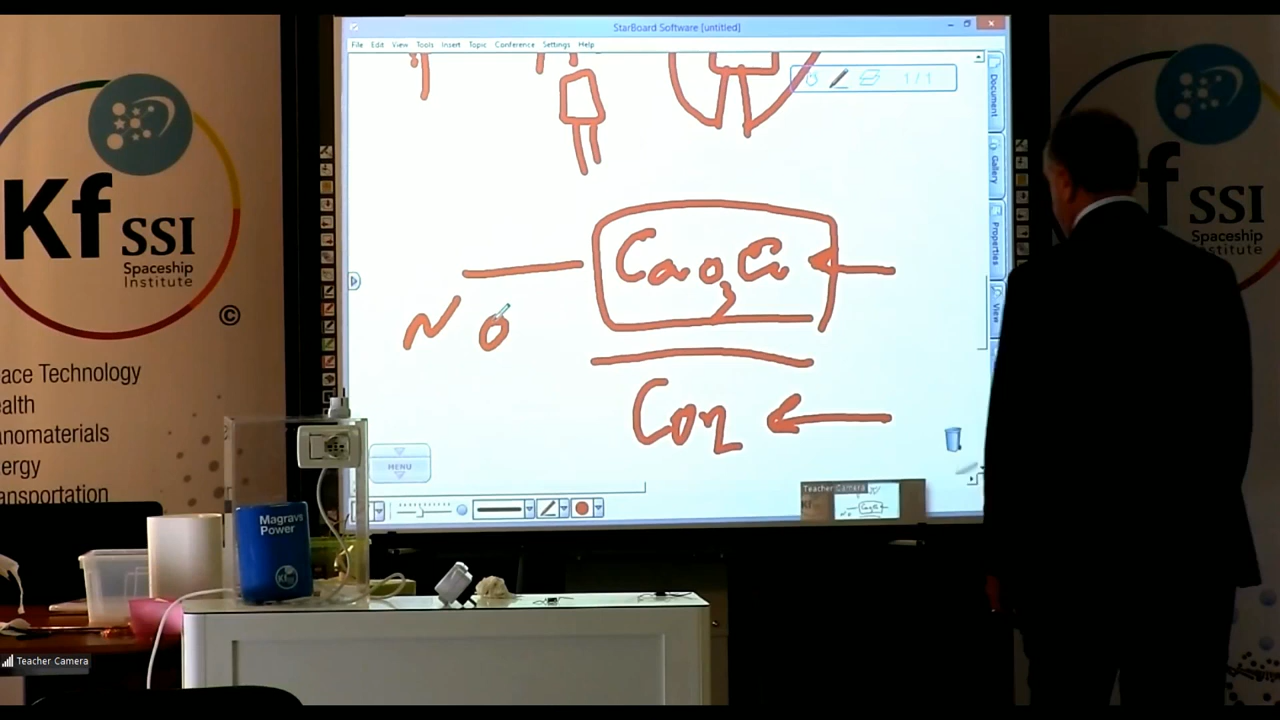 StarBoard Software [untitled]
File Edit View Tools Insert Topic Conference Settings Help
1/1
Document
Gallery
Properties
View
Kf SSI
Spaceship
Institute
©
ace Technology
alth
anomaterials
ergy
ansportation
f SSI
Spaceship
Institute
NO
CO2
MENU
Teacher Camera
Magravs
Power
Kf
Teacher Camera